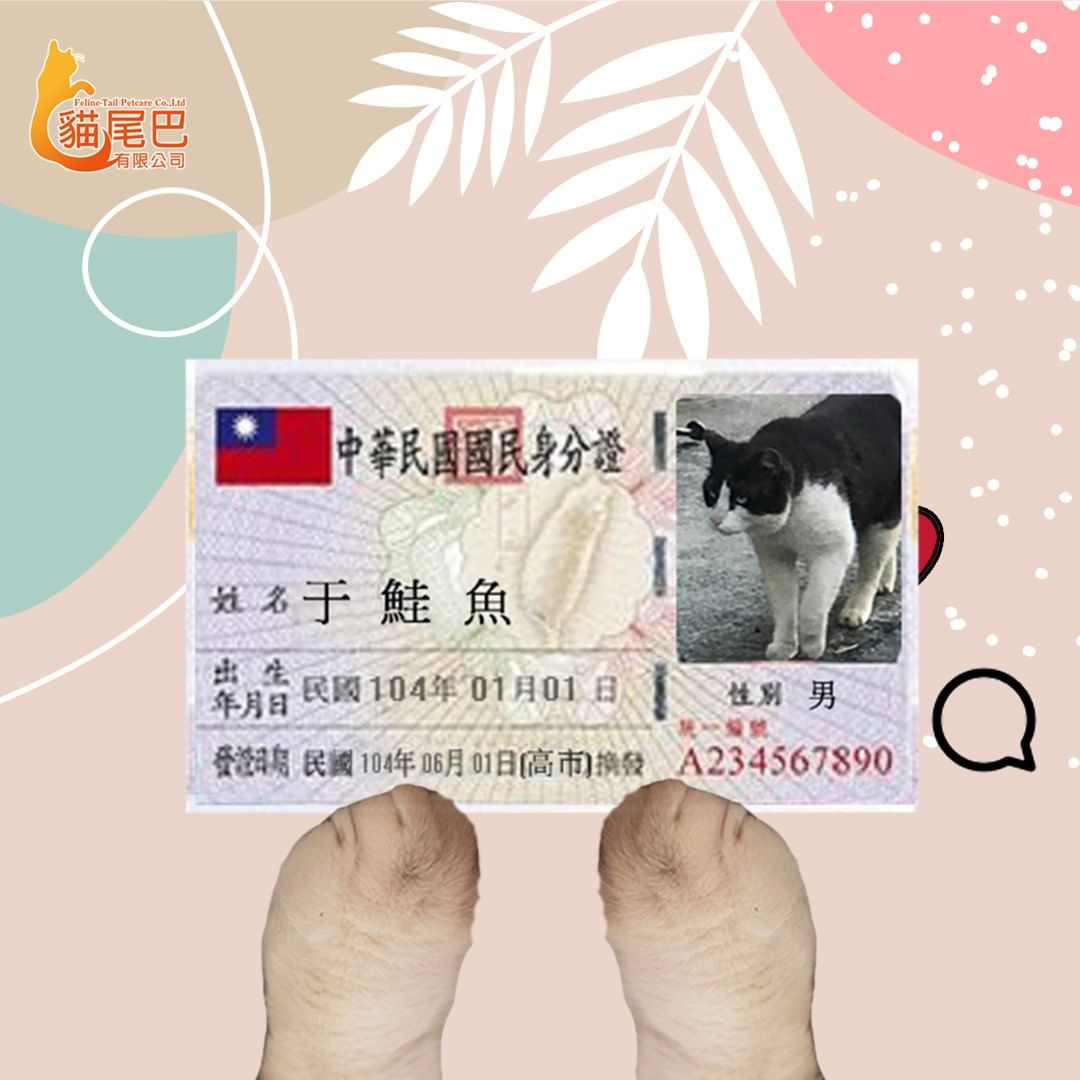 Feline-Tail Petcare Co.,Ltd
貓尾巴
有限公司
中華民國國民身分證
姓名 于鮭魚
出生
年月日 民國104年01月01日
性別 男
統一編號
發證日期 民國104年06月01日(高市)換發
A234567890